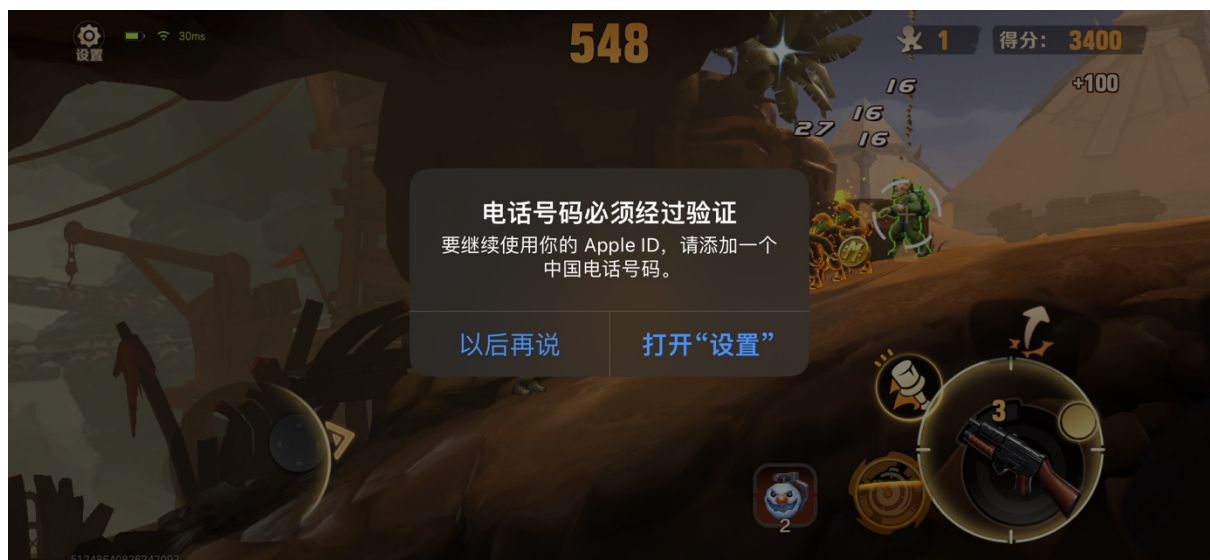 设置
30ms
548
1
得分： 3400
+100
16
16
27
16
电话号码必须经过验证
要继续使用你的 Apple ID，请添加一个
中国电话号码。
以后再说
打开“设置”
3
2